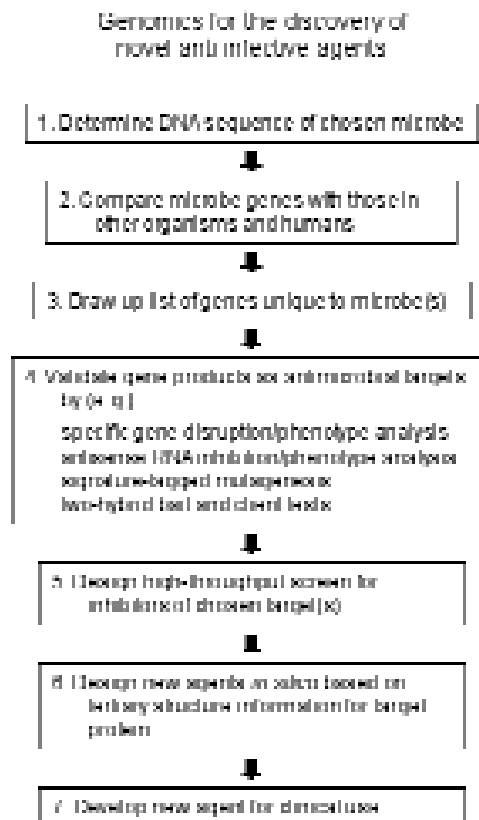 Genomics for the discovery of
novel anti infective agents
1. Determine DNA sequence of chosen microbe
2. Compare microbe genes with those in
other organisms and humans
3. Draw up list of genes unique to microbe(s)
4. Validate gene products as antimicrobial targets
by (e.g.)
specific gene disruption/phenotype analysis
antisense RNA inhibition/phenotype analysis
signature-tagged mutagenesis
two-hybrid test and client tests
5. Design high-throughput screen for
inhibitors of chosen target(s)
6. Design new agents in silico based on
tertiary structure information for target
protein
7. Develop new agent for clinical use